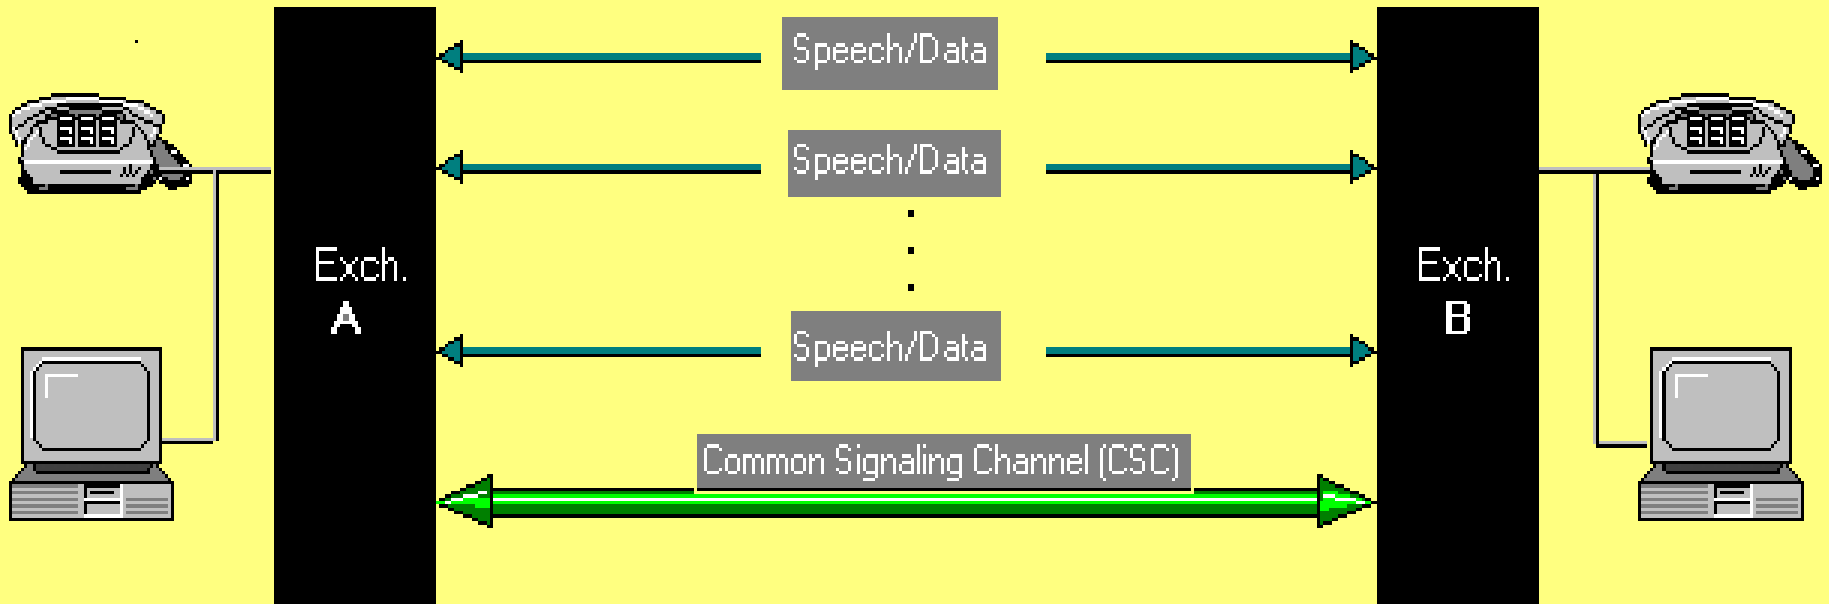 Speech/Data
Speech/Data
Exch.
A
Exch.
B
Speech/Data
Common Signaling Channel (CSC)